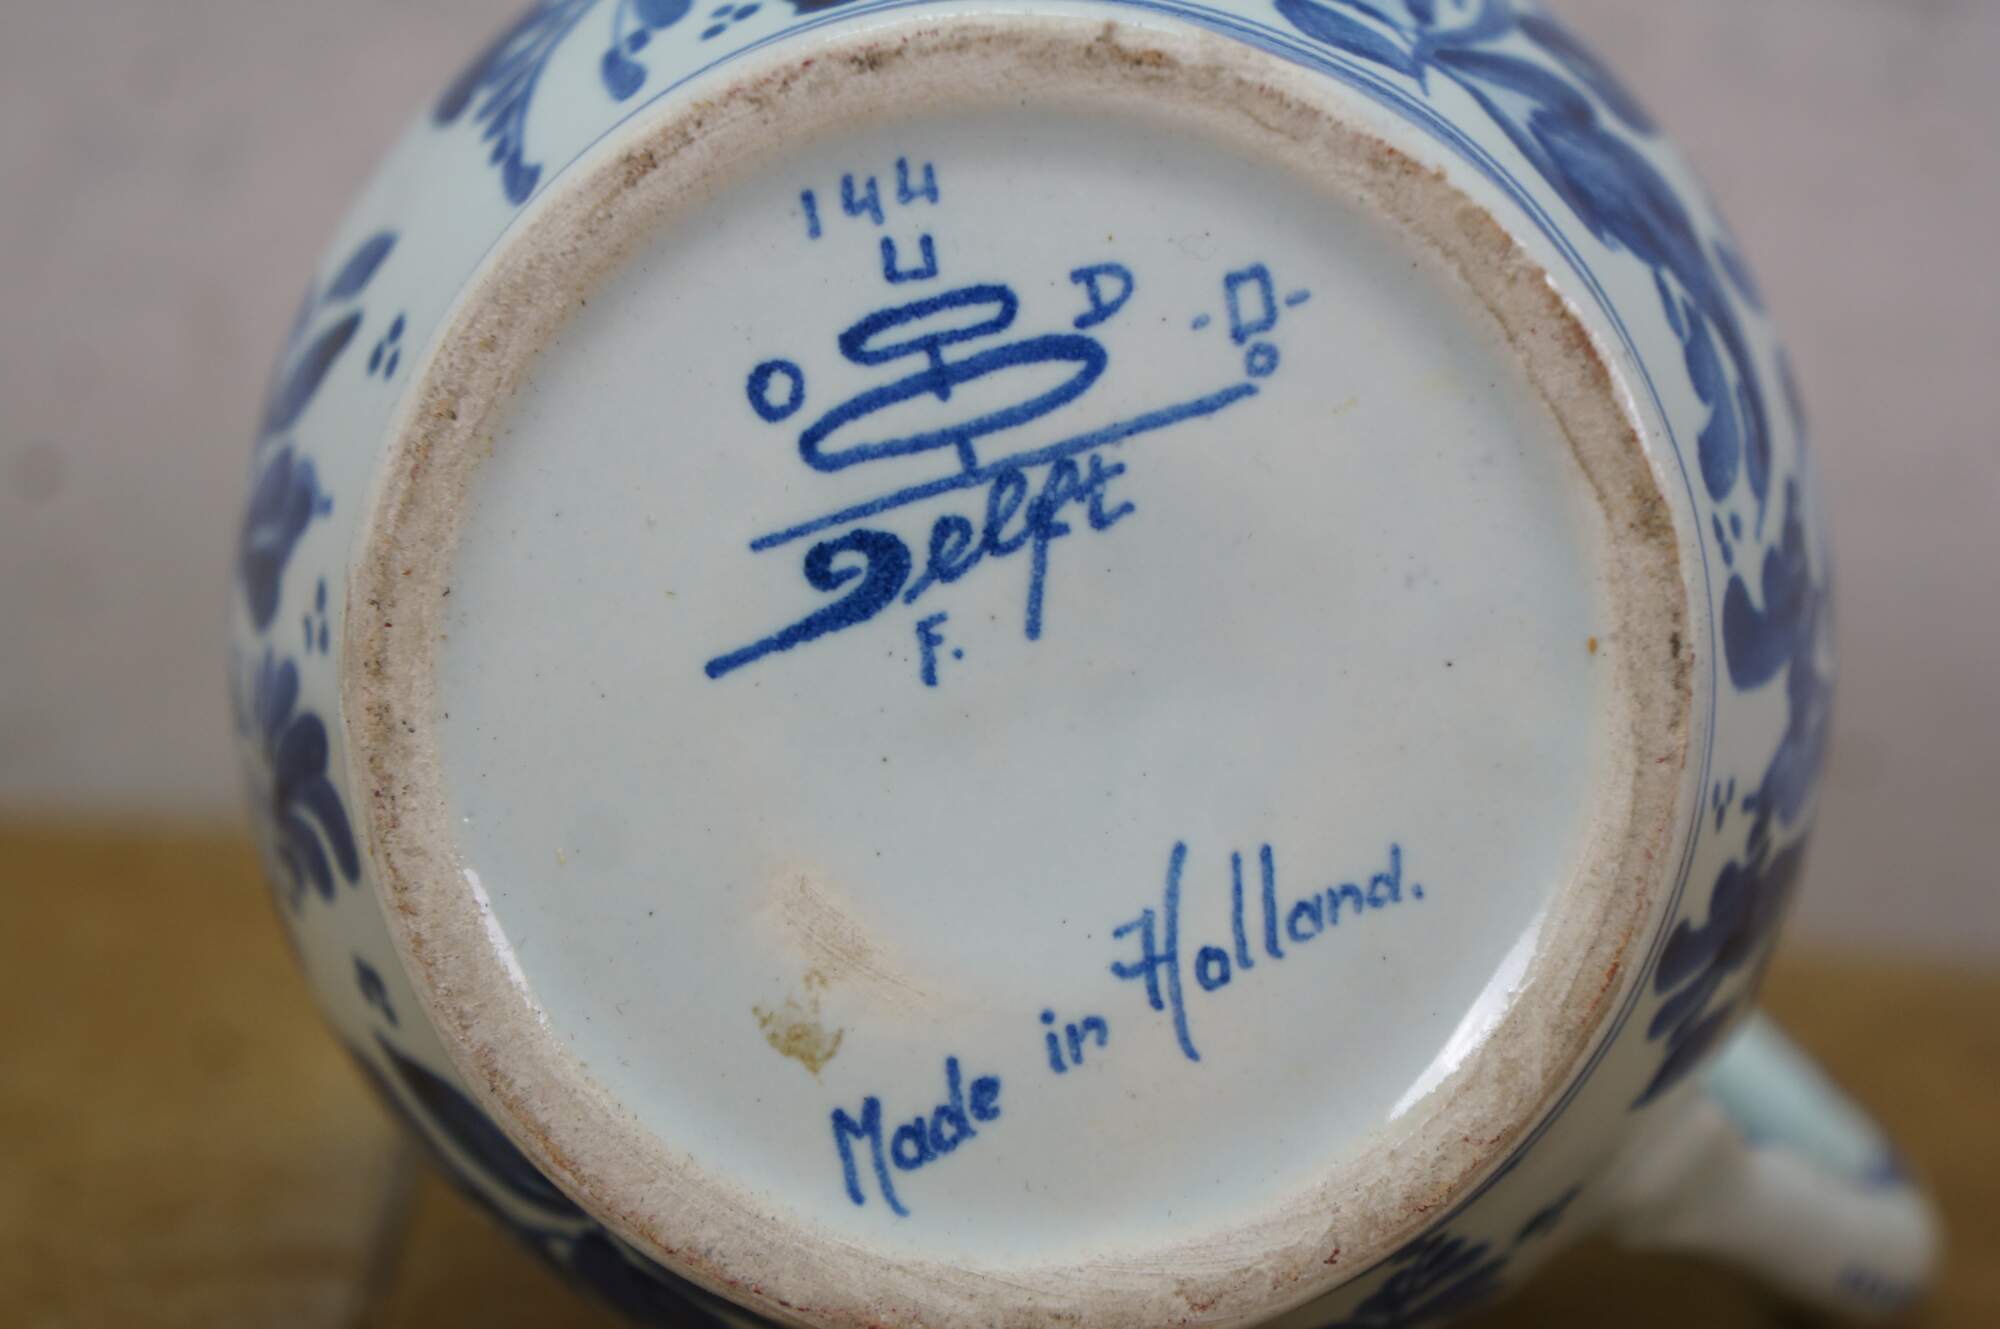 144
U
O D
Delft
F.
Made in Holland.